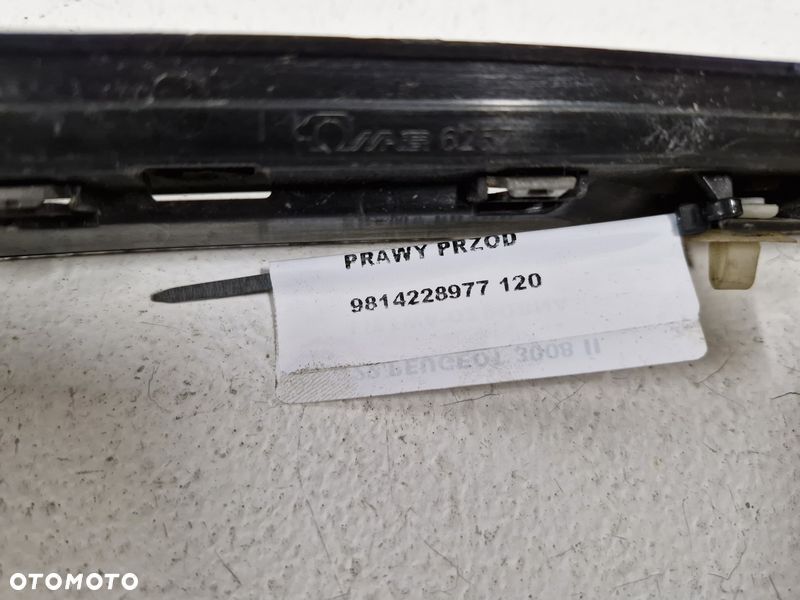 PRAWY PRZOD
9814228977 120
PEUGEOT 3008 II
OTOMOTO